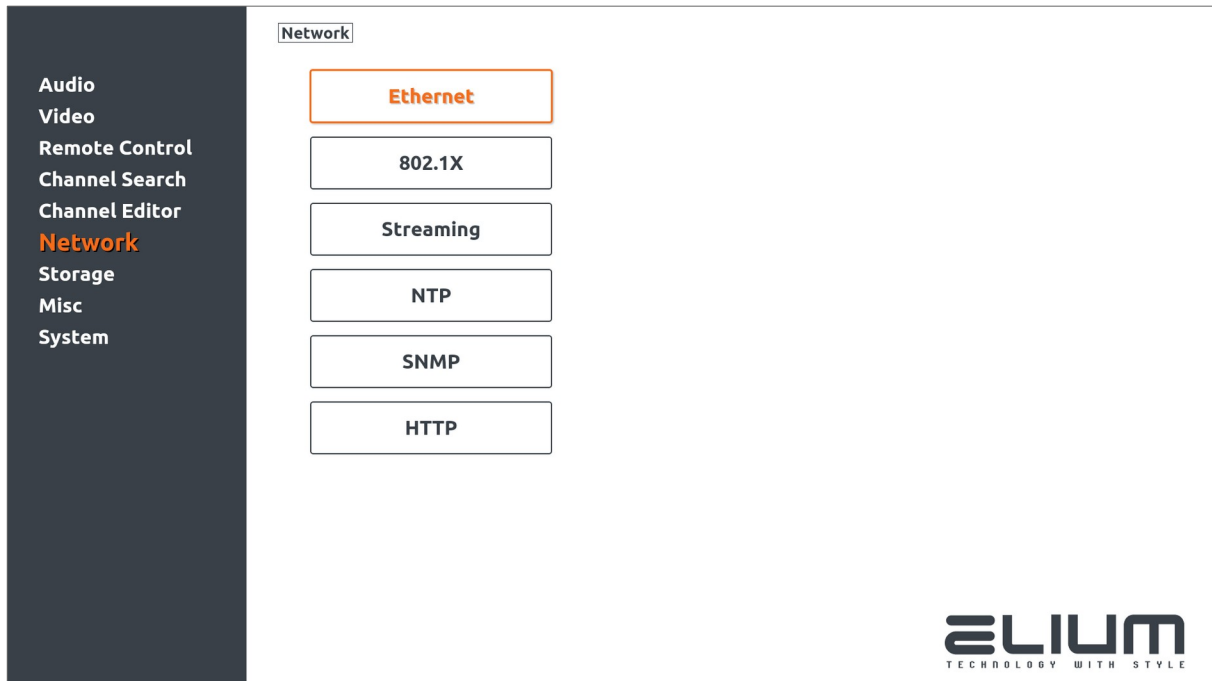 Network
Audio
Video
Remote Control
Channel Search
Channel Editor
Network
Storage
Misc
System
Ethernet
802.1X
Streaming
NTP
SNMP
HTTP
ELIUM
TECHNOLOGY WITH STYLE